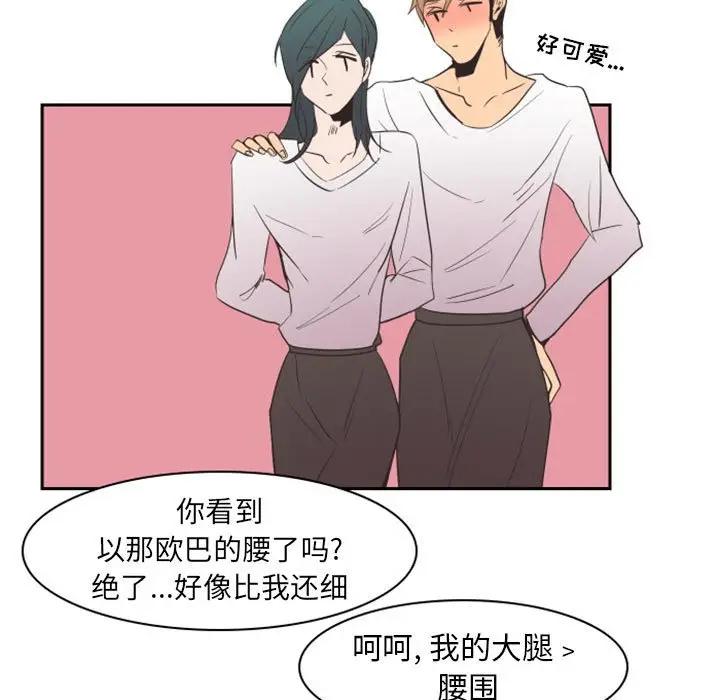 好可爱...
你看到
以那欧巴的腰了吗?
绝了...好像比我还细
呵呵, 我的大腿 >
腰围